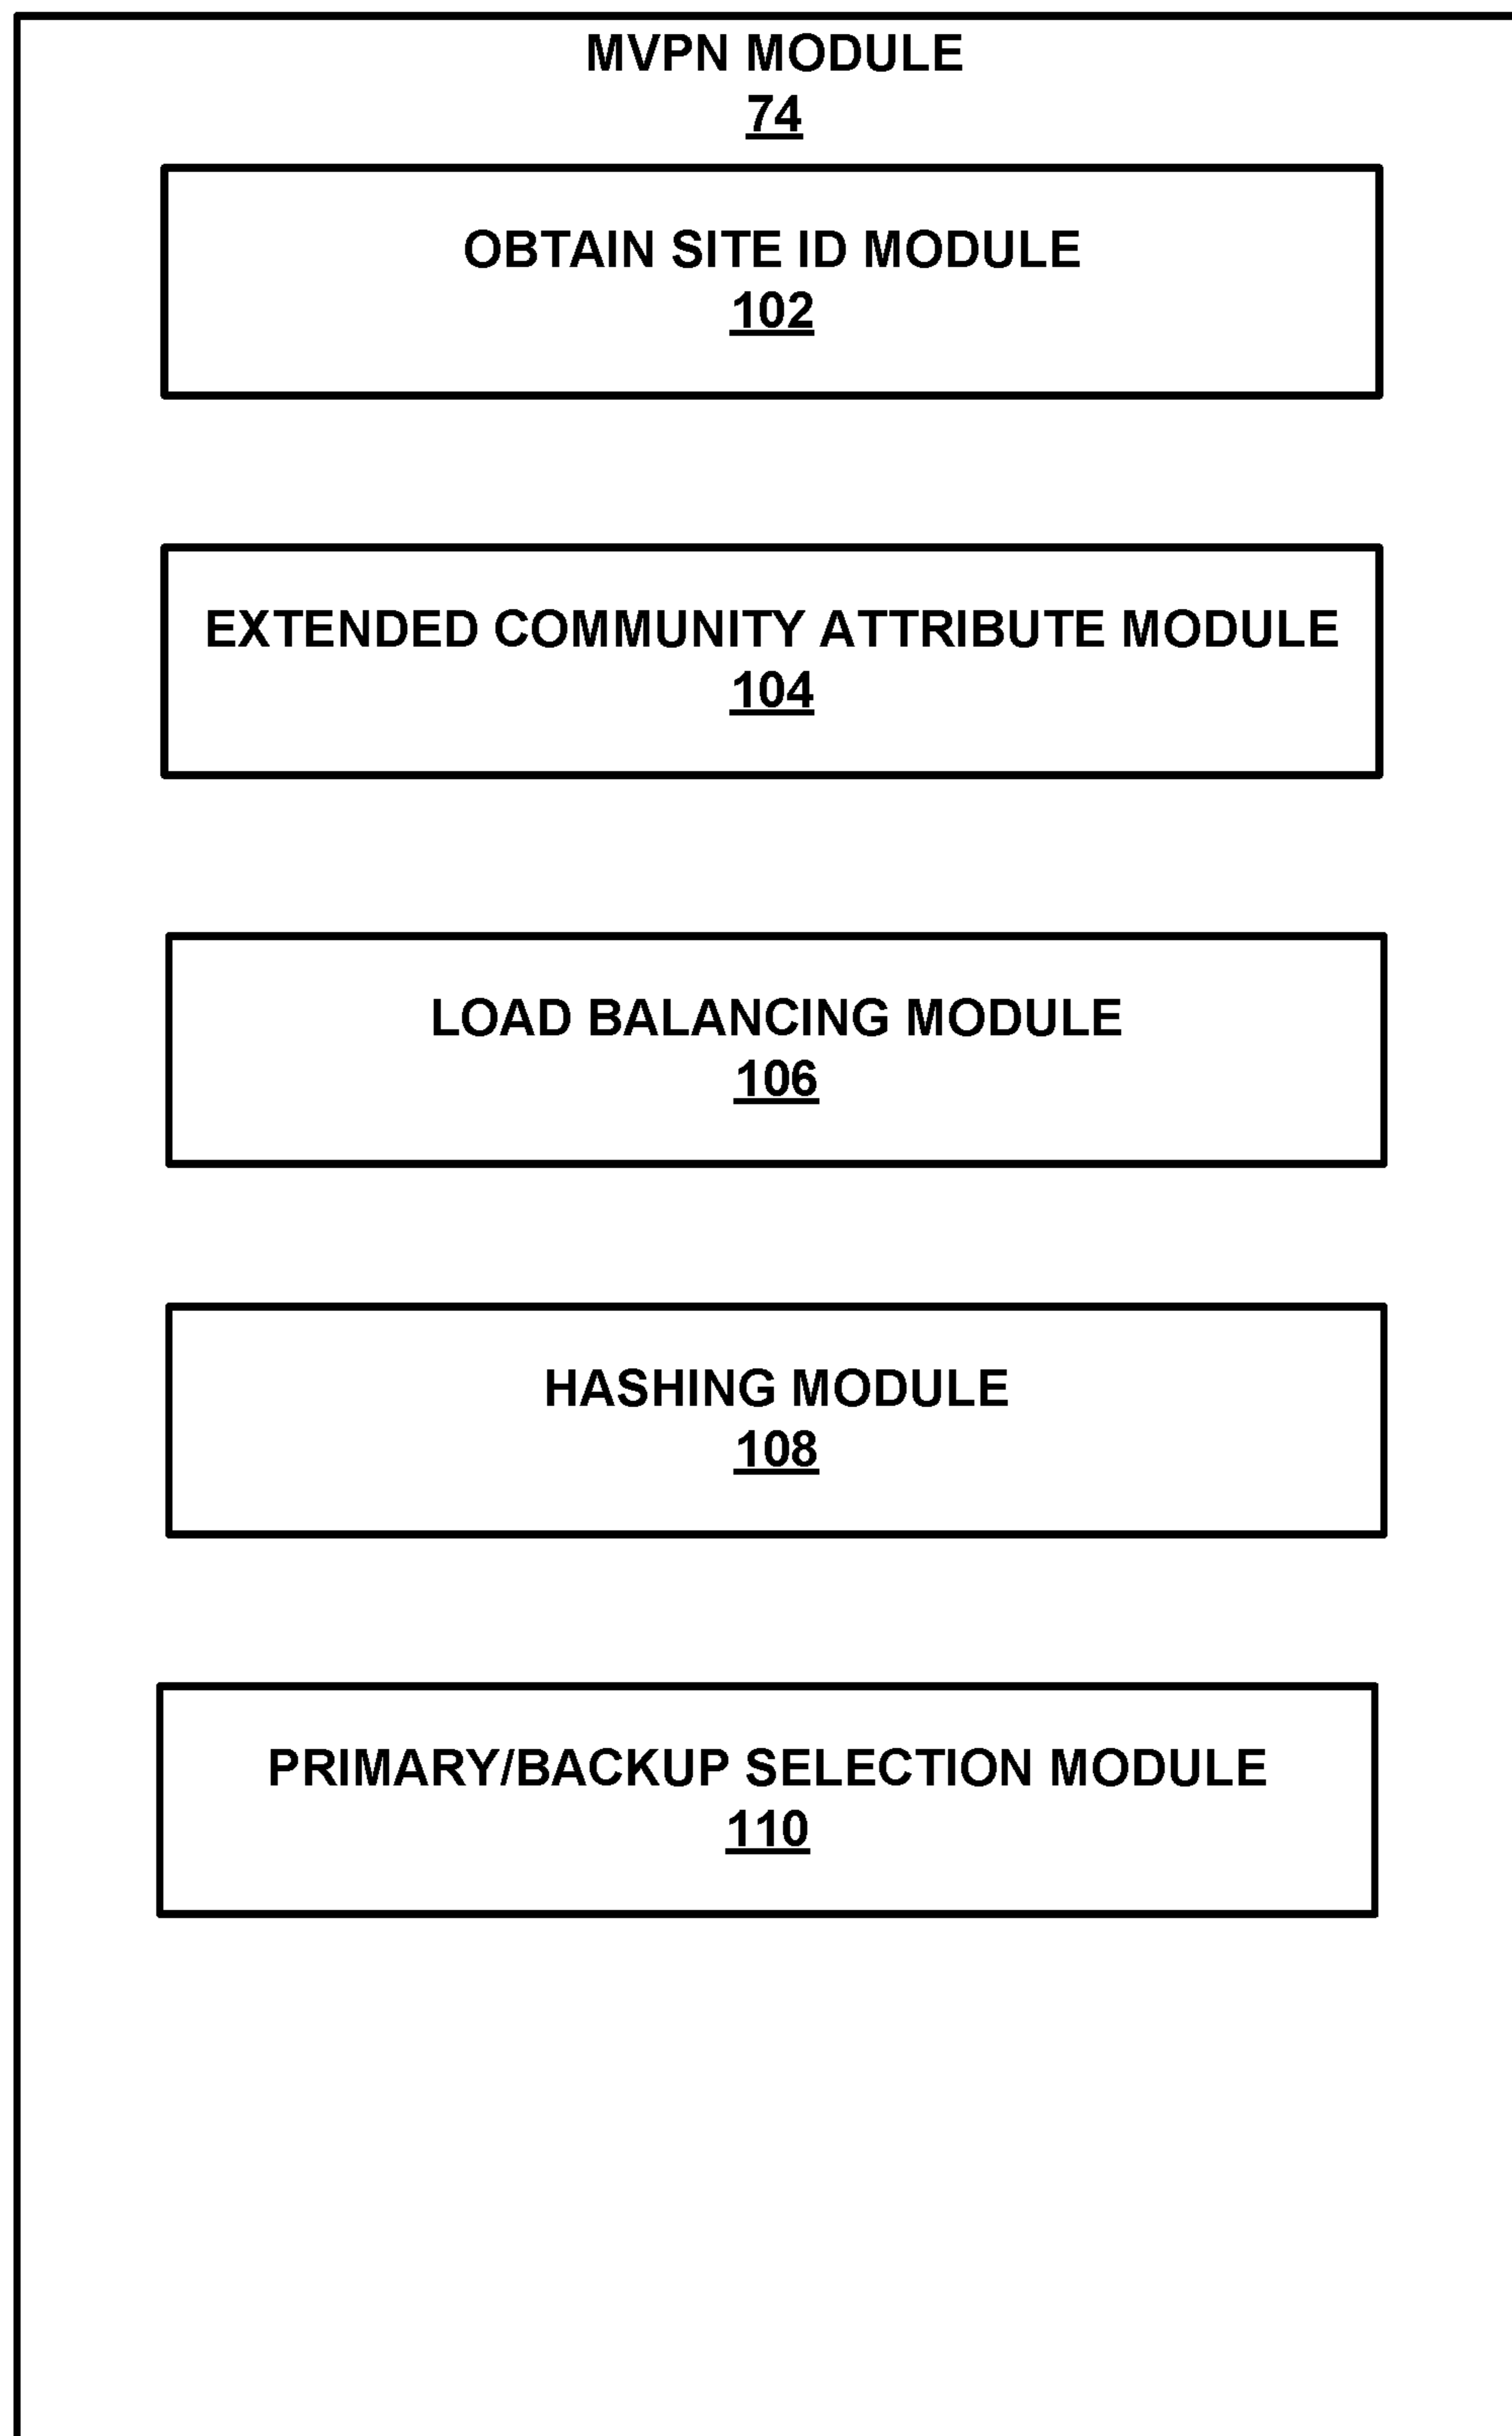 MVPN MODULE
74
OBTAIN SITE ID MODULE
102
EXTENDED COMMUNITY ATTRIBUTE MODULE
104
LOAD BALANCING MODULE
106
HASHING MODULE
108
PRIMARY/BACKUP SELECTION MODULE
110